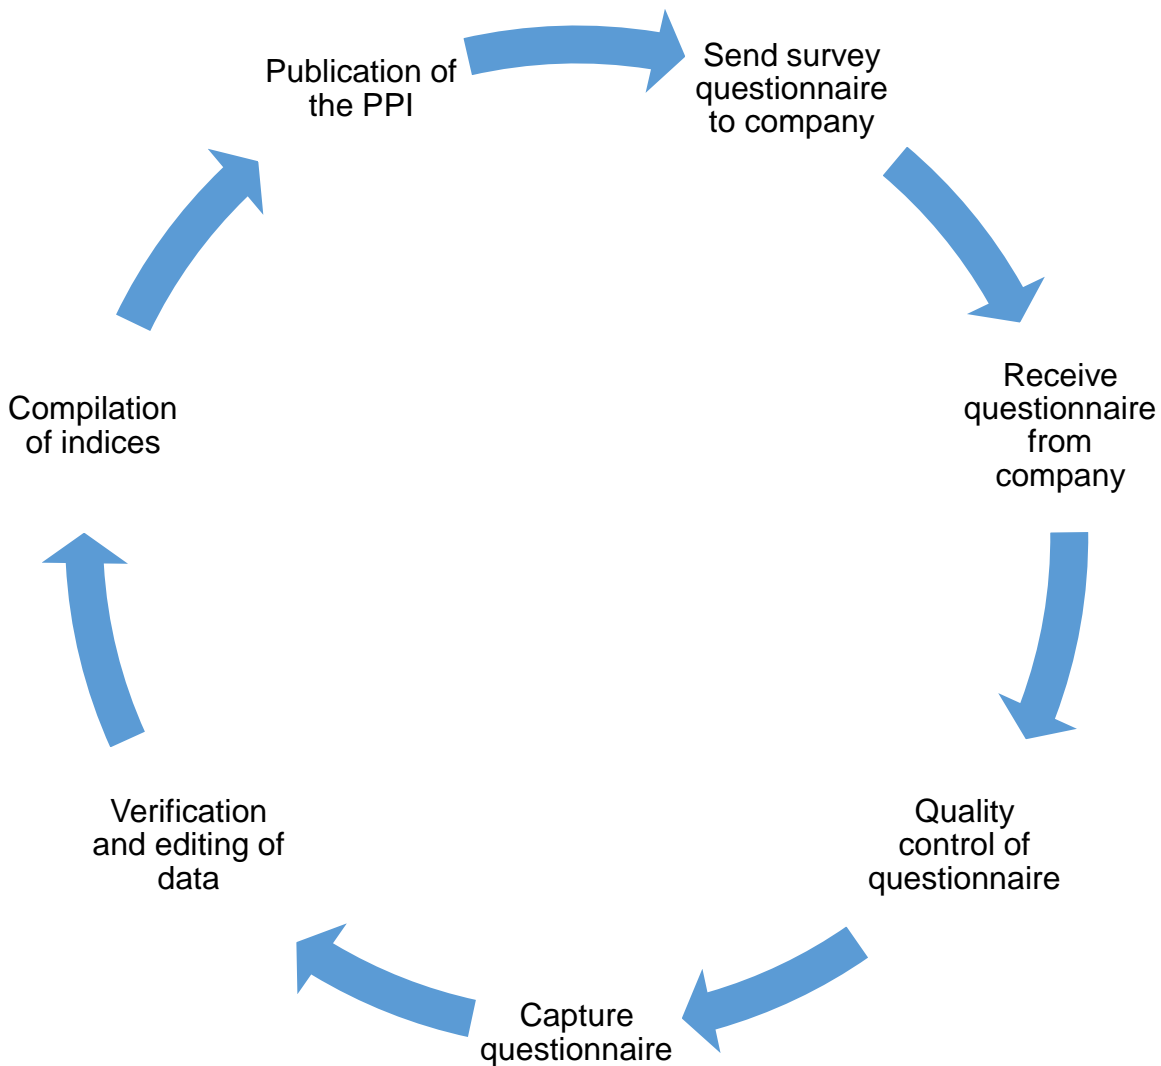 Publication of
the PPI
Send survey
questionnaire
to company
Receive
questionnaire
from
company
Quality
control of
questionnaire
Capture
questionnaire
Verification
and editing of
data
Compilation
of indices